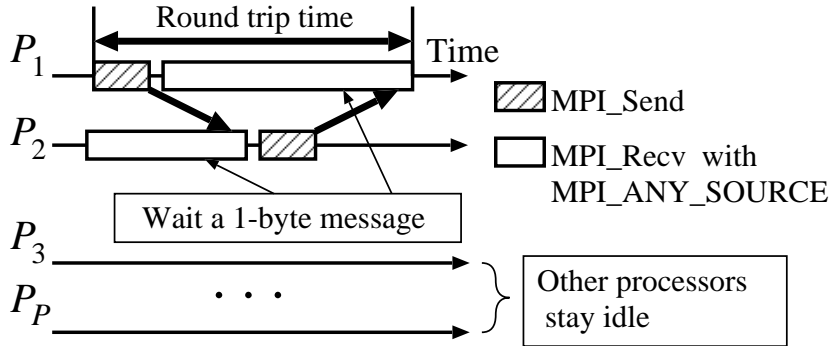 Round trip time
P1
Time
MPI_Send
P2
MPI_Recv with
MPI_ANY_SOURCE
Wait a 1-byte message
P3
. . .
PP
Other processors
stay idle